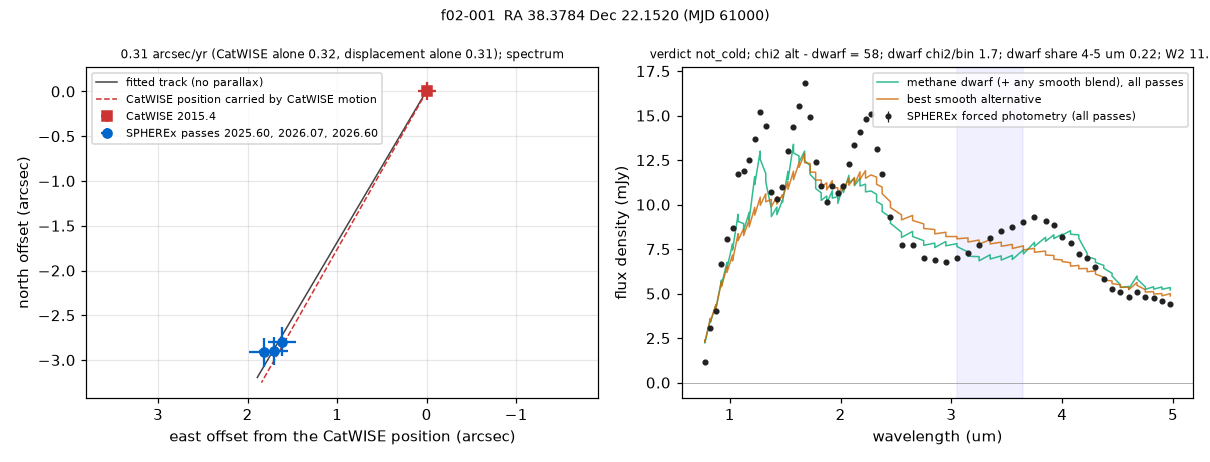 f02-001  RA 38.3784 Dec 22.1520 (MJD 61000)
0.31 arcsec/yr (CatWISE alone 0.32, displacement alone 0.31); spectrum
fitted track (no parallax)
CatWISE position carried by CatWISE motion
CatWISE 2015.4
SPHEREx passes 2025.60, 2026.07, 2026.60
0.0
−0.5
−1.0
−1.5
−2.0
−2.5
−3.0
north offset (arcsec)
3
2
1
0
−1
east offset from the CatWISE position (arcsec)
verdict not_cold; chi2 alt - dwarf = 58; dwarf chi2/bin 1.7; dwarf share 4-5 um 0.22; W2 11.
methane dwarf (+ any smooth blend), all passes
best smooth alternative
SPHEREx forced photometry (all passes)
17.5
15.0
12.5
10.0
7.5
5.0
2.5
0.0
flux density (mJy)
1
2
3
4
5
wavelength (um)